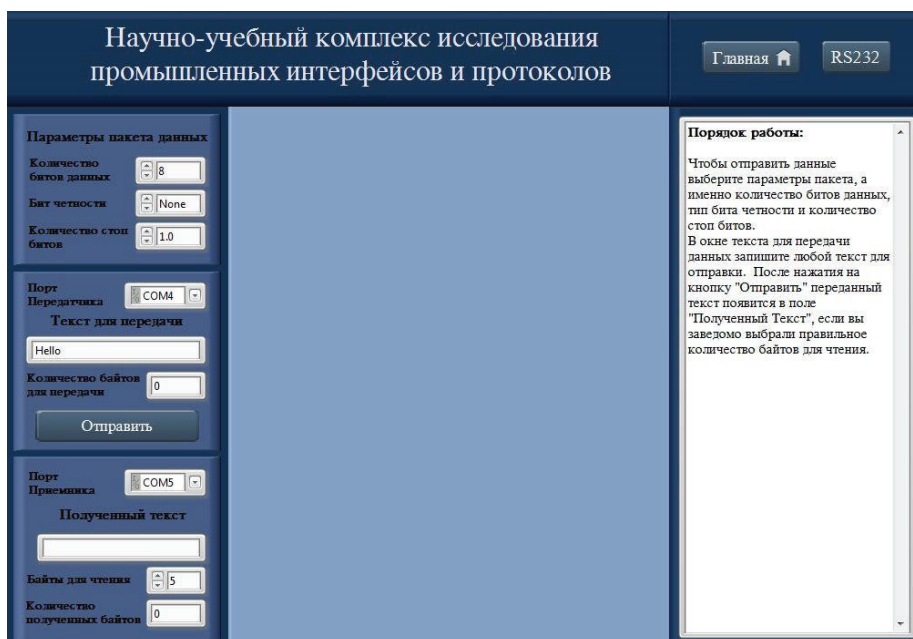 Научно-учебный комплекс исследования
промышленных интерфейсов и протоколов
Главная
RS232
Параметры пакета данных
Количество
битов данных
8
Бит четности
None
Количество стоп
битов
1.0
Порт
Передатчика
COM4
Текст для передачи
Hello
Количество байтов
для передачи
0
Отправить
Порт
Приемника
COM5
Полученный текст
Байты для чтения
5
Количество
полученных байтов
0
Порядок работы:
Чтобы отправить данные
выберите параметры пакета, а
именно количество битов данных,
тип бита четности и количество
стоп битов.
В окне текста для передачи
данных запишите любой текст для
отправки. После нажатия на
кнопку "Отправить" переданный
текст появится в поле
"Полученный Текст", если вы
заведомо выбрали правильное
количество байтов для чтения.